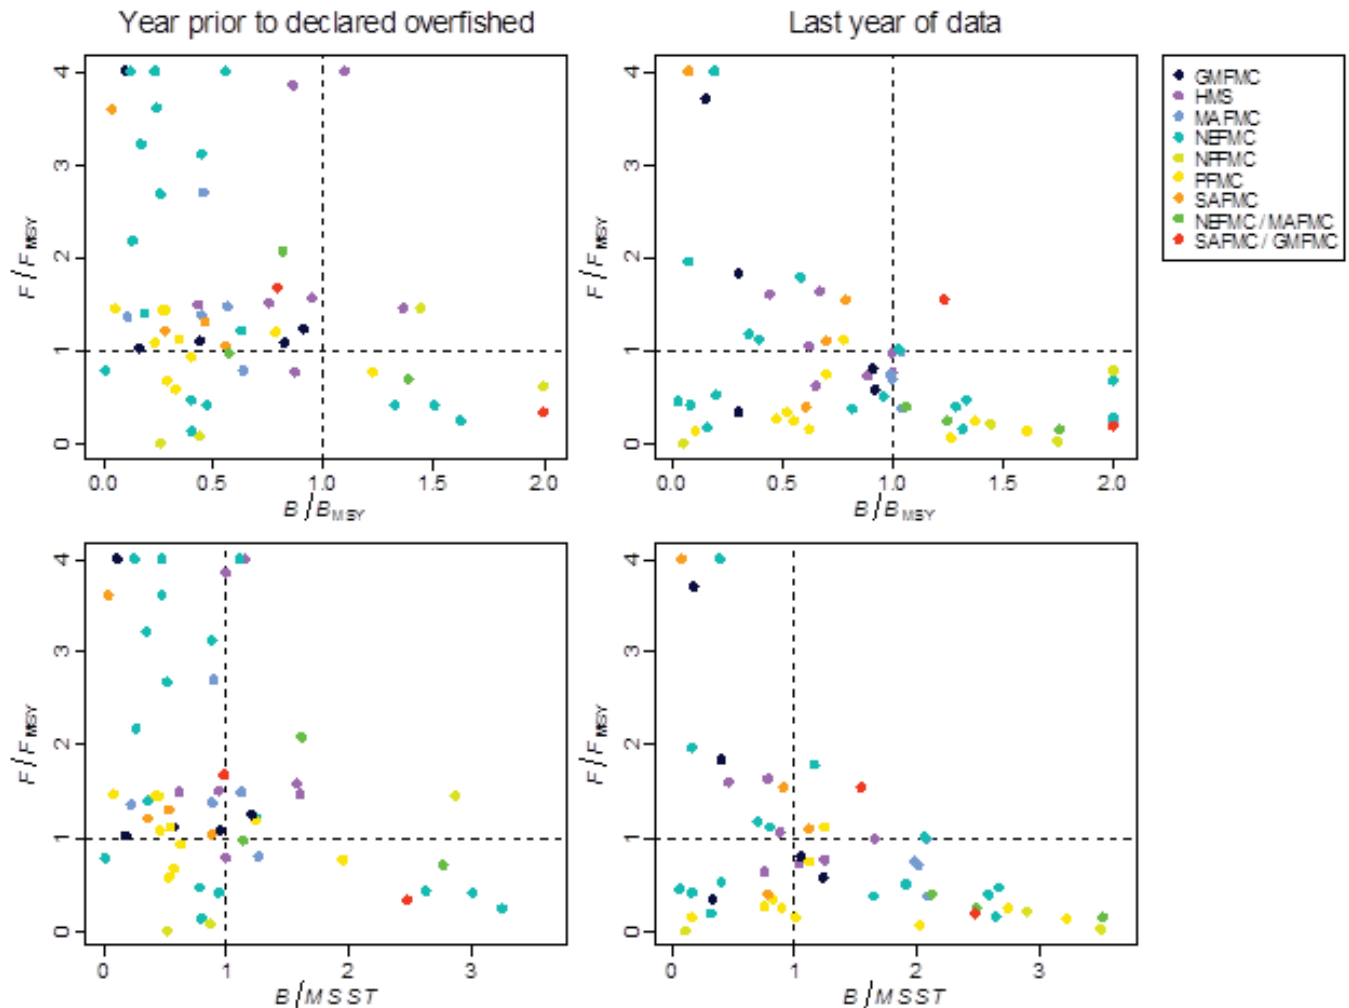 Year prior to declared overfished
Last year of data
4
3
2
1
0
F / F MSY
0.0 0.5 1.0 1.5 2.0
B / B MSY
4
3
2
1
0
F / F MSY
0.0 0.5 1.0 1.5 2.0
B / B MSY
GMFMC
HMS
MAFMC
NEFMC
NPFMC
PFMC
SAFMC
NEFMC / MAFMC
SAFMC / GMFMC
4
3
2
1
0
F / F MSY
0 1 2 3
B / MSST
4
3
2
1
0
F / F MSY
0 1 2 3
B / MSST